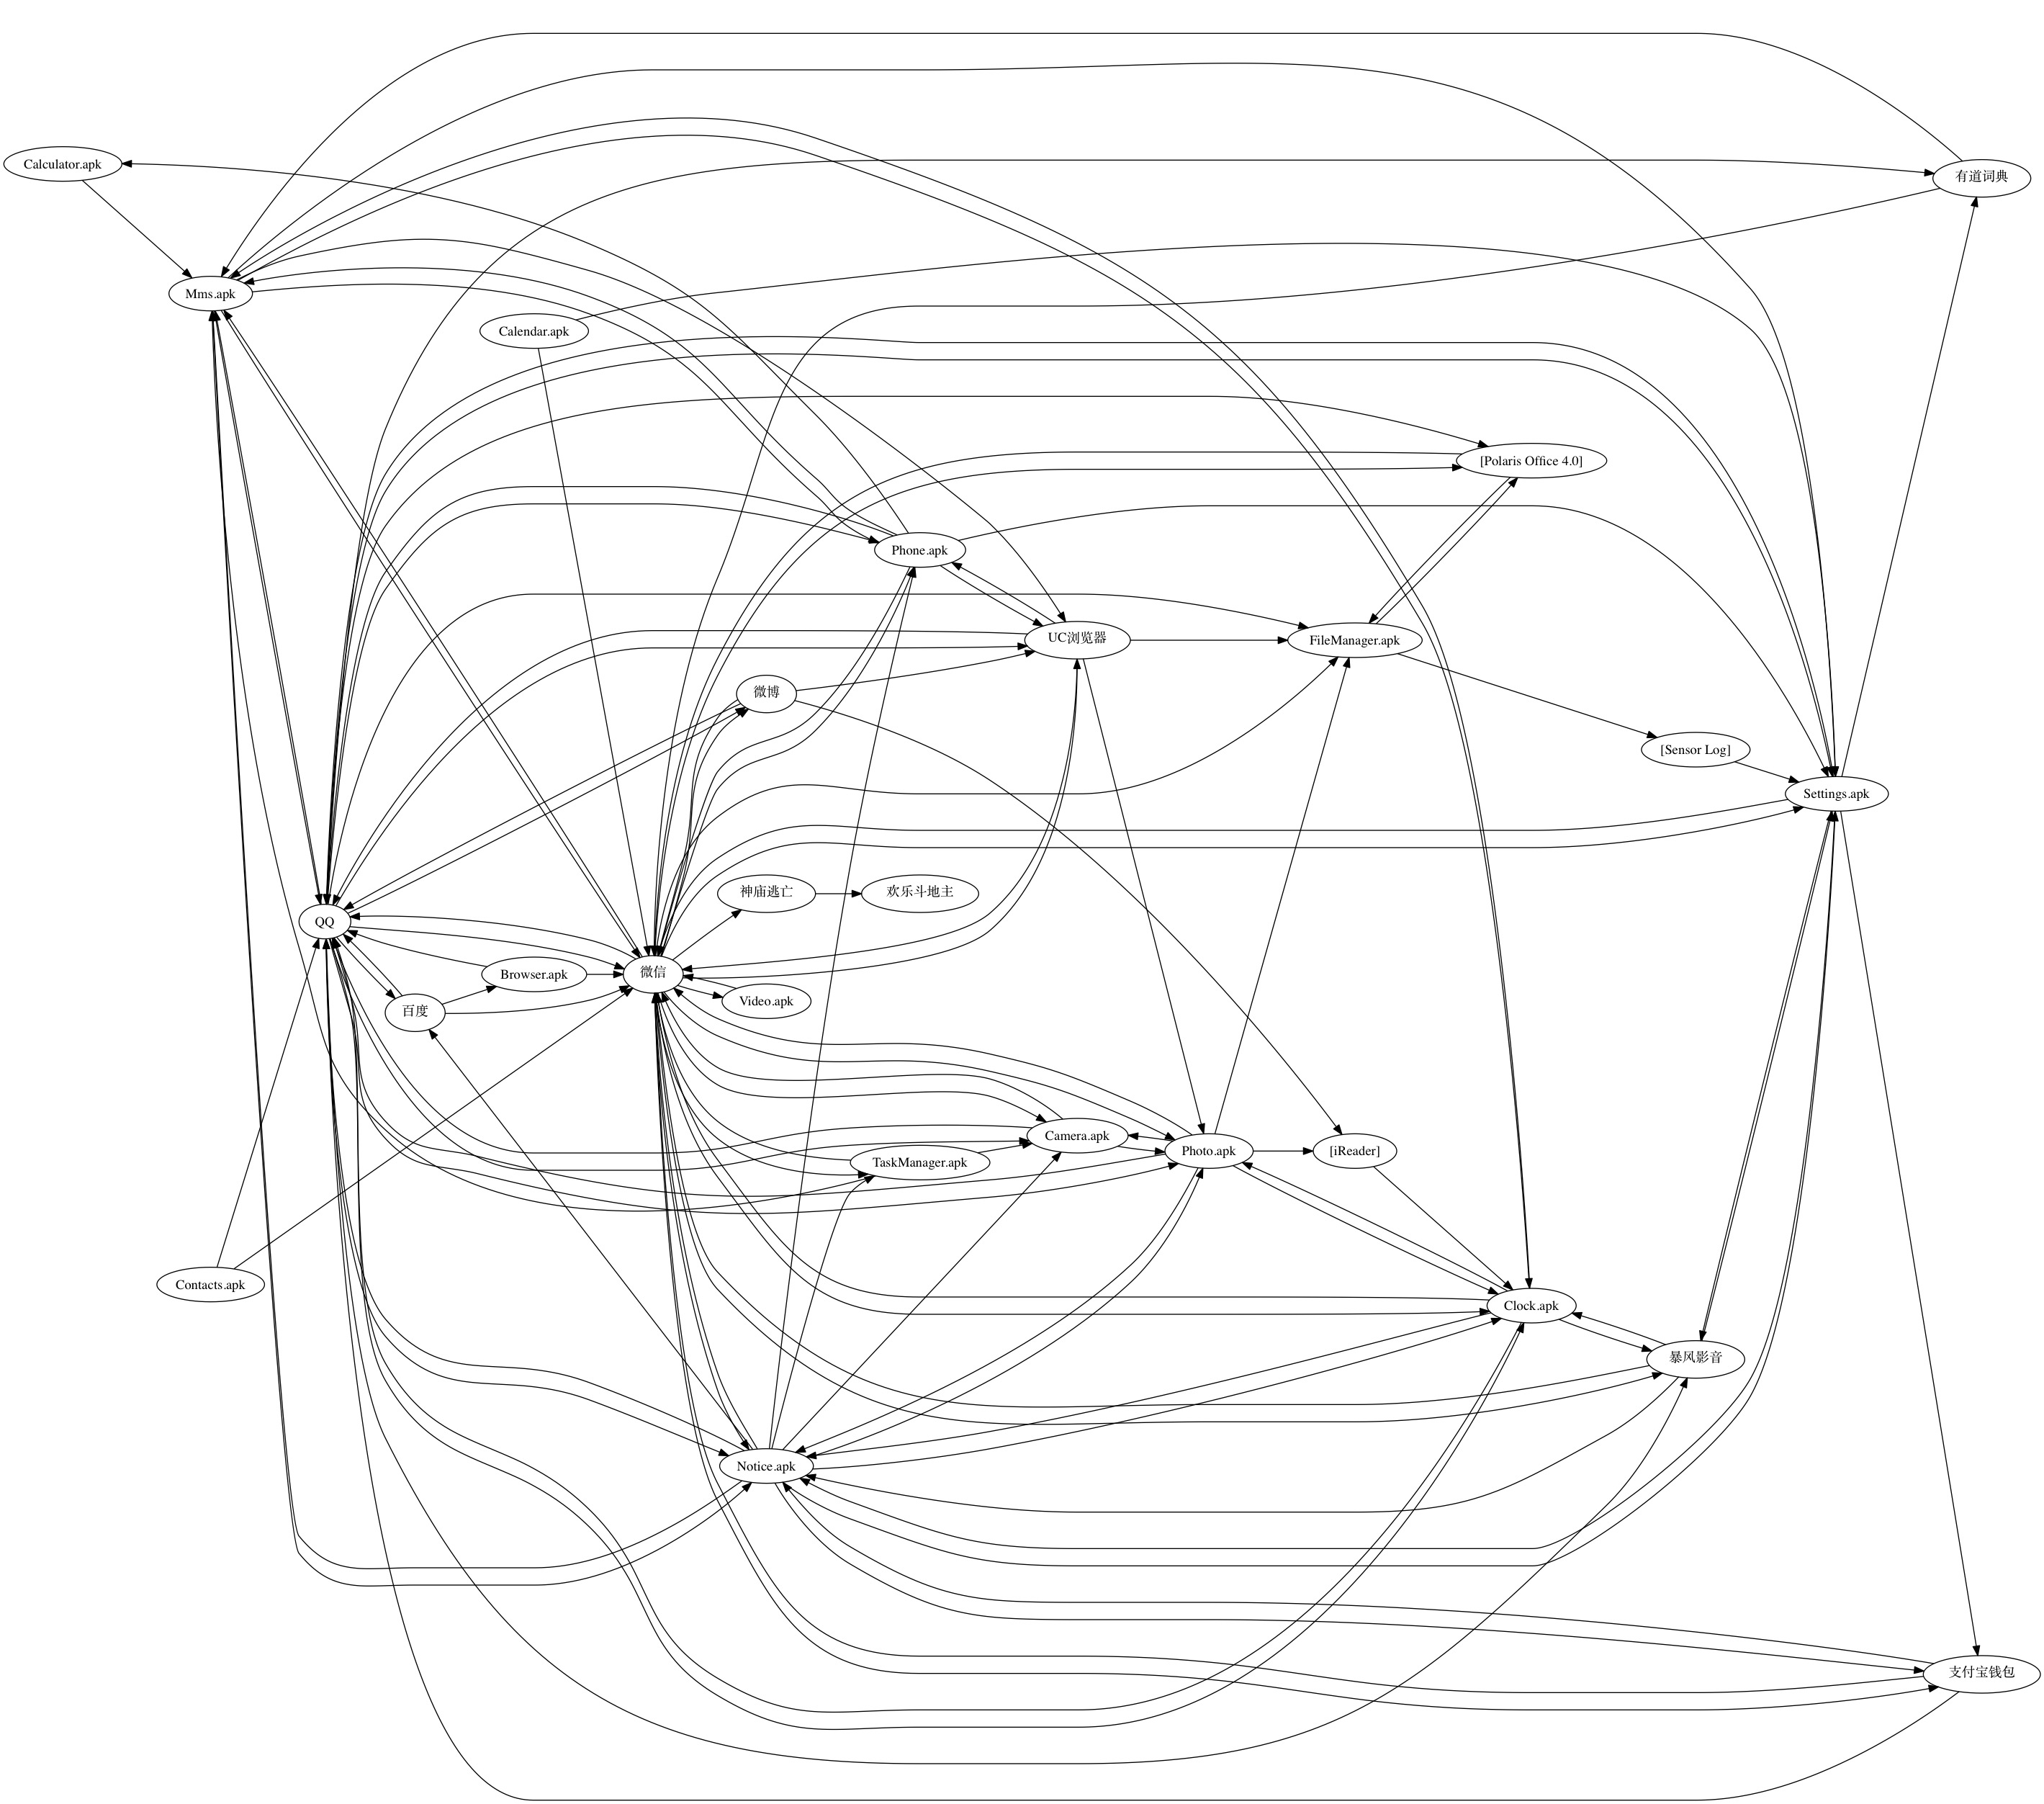 Calculator.apk
有道词典
Mms.apk
Calendar.apk
[Polaris Office 4.0]
Phone.apk
UC浏览器
FileManager.apk
微博
[Sensor Log]
Settings.apk
神庙逃亡
欢乐斗地主
QQ
Browser.apk
微信
Video.apk
百度
Camera.apk
Photo.apk
[iReader]
TaskManager.apk
Contacts.apk
Clock.apk
暴风影音
Notice.apk
支付宝钱包